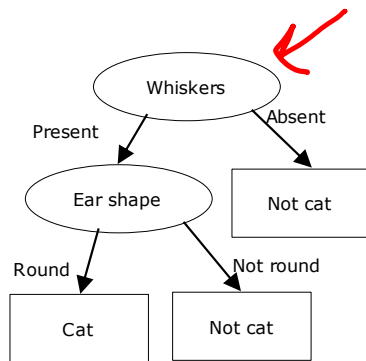 Whiskers
Present
Absent
Ear shape
Not cat
Round
Not round
Cat
Not cat